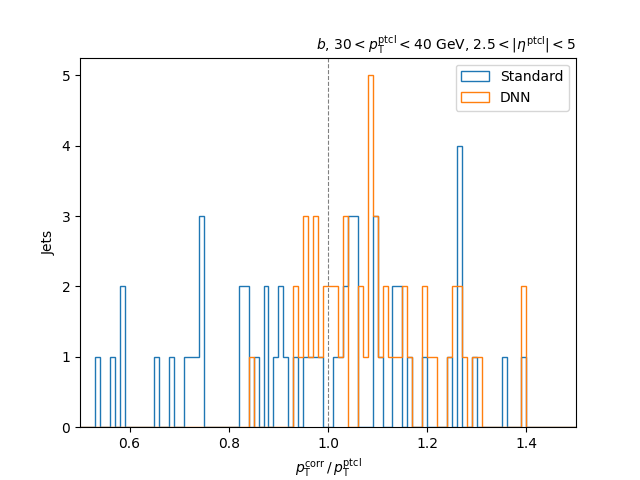 b, 30 < p_T^ptcl < 40 GeV, 2.5 < |η^ptcl| < 5
Standard
DNN
5
4
3
2
1
0
Jets
0.6 0.8 1.0 1.2 1.4
p_T^corr / p_T^ptcl